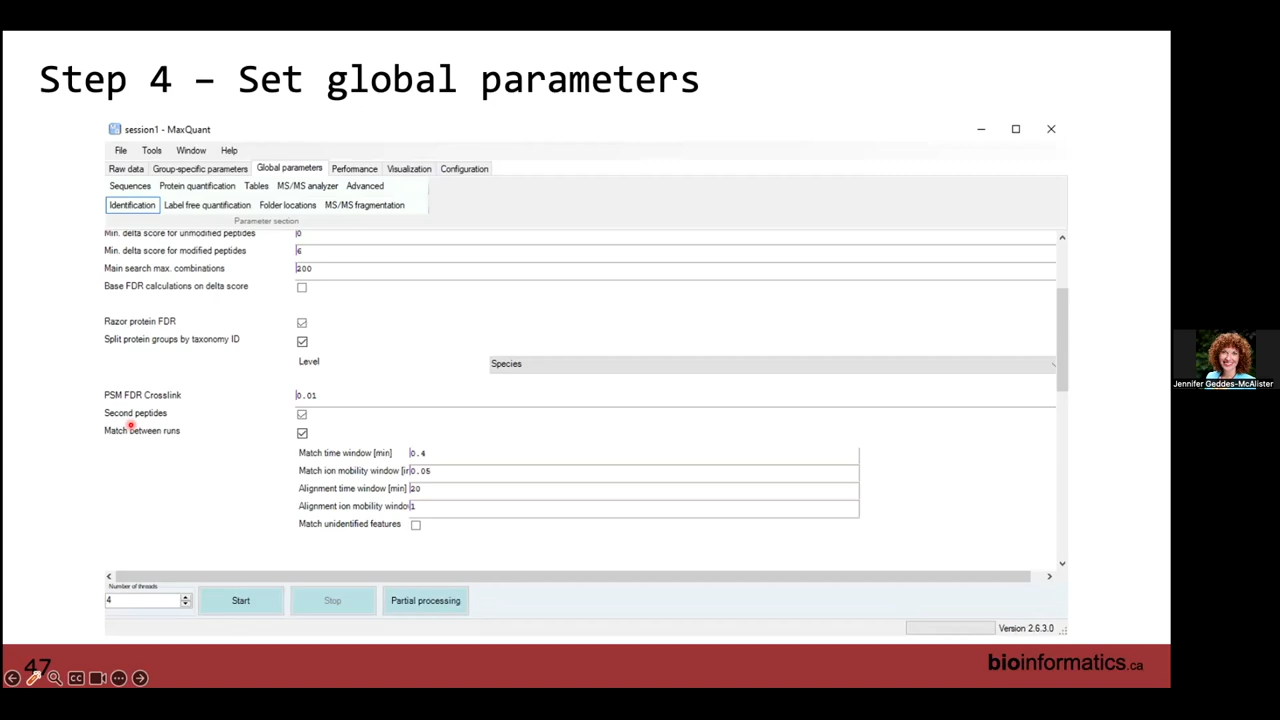 Step 4 – Set global parameters
session1 - MaxQuant
File Tools Window Help
Raw data Group-specific parameters Global parameters Performance Visualization Configuration
Sequences Protein quantification Tables MS/MS analyzer Advanced
Identification Label free quantification Folder locations MS/MS fragmentation
Parameter section
Min. delta score for unmodified peptides 0
Min. delta score for modified peptides 6
Main search max. combinations 200
Base FDR calculations on delta score
Razor protein FDR
Split protein groups by taxonomy ID
Level Species
PSM FDR Crosslink 0.01
Second peptides
Match between runs
Match time window [min] 0.4
Match ion mobility window [in 0.05
Alignment time window [min] 20
Alignment ion mobility windo 1
Match unidentified features
Number of threads
4 Start Stop Partial processing
Version 2.6.3.0
47
bioinformatics.ca
CC
Jennifer Geddes-McAlister